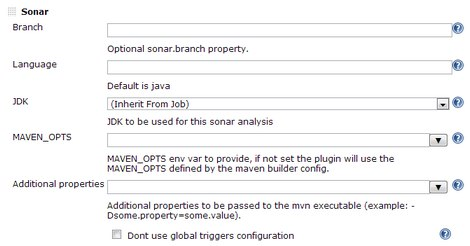 Sonar
Branch
Optional sonar.branch property.
Language
Default is java
JDK
(Inherit From Job)
JDK to be used for this sonar analysis
MAVEN_OPTS
MAVEN_OPTS env var to provide, if not set the plugin will use the
MAVEN_OPTS defined by the maven builder config.
Additional properties
Additional properties to be passed to the mvn executable (example: -
Dsome.property=some.value).
Dont use global triggers configuration